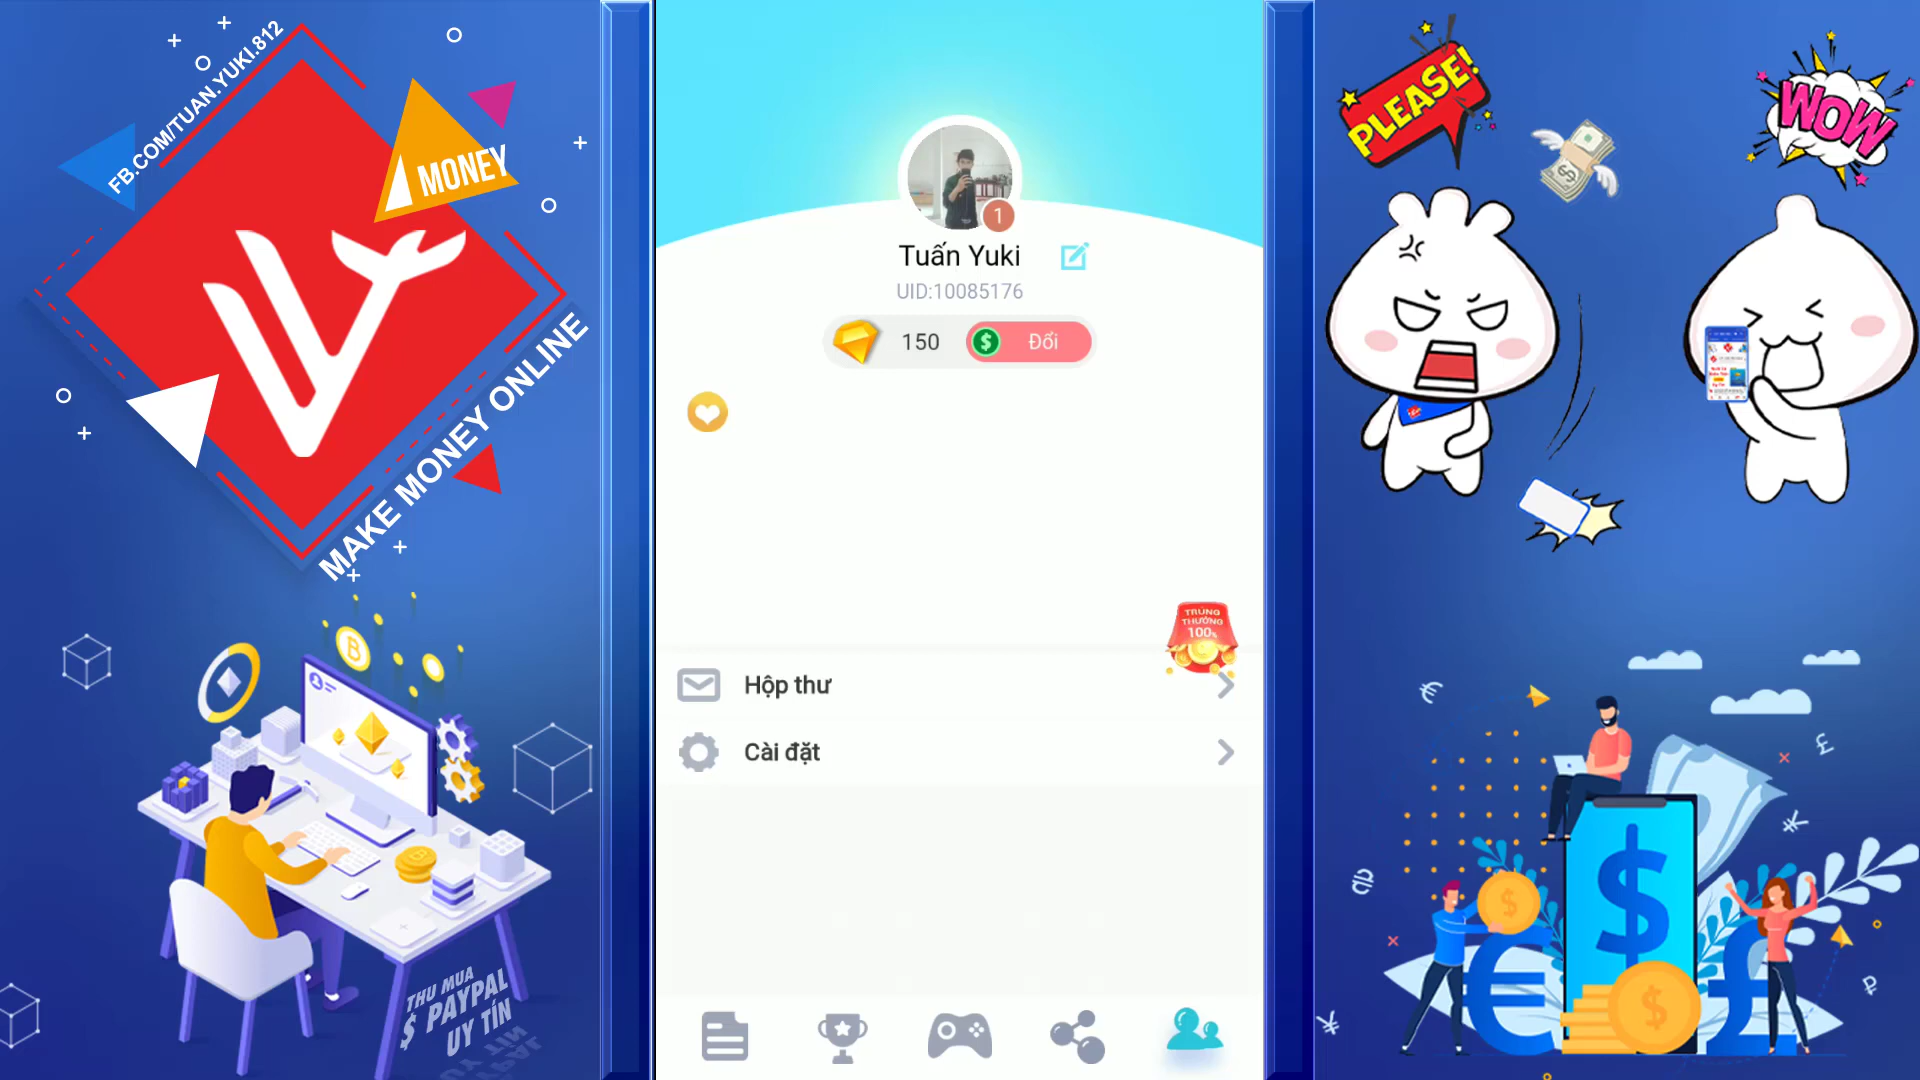 FB.COM/TUAN.YUKI.812
MONEY
MAKE MONEY ONLINE
THU MUA
$ PAYPAL
UY TÍN
1
Tuấn Yuki
UID:10085176
150
$
Đổi
TRÚNG
THƯỞNG
100%
Hộp thư
Cài đặt
PLEASE!
WOW